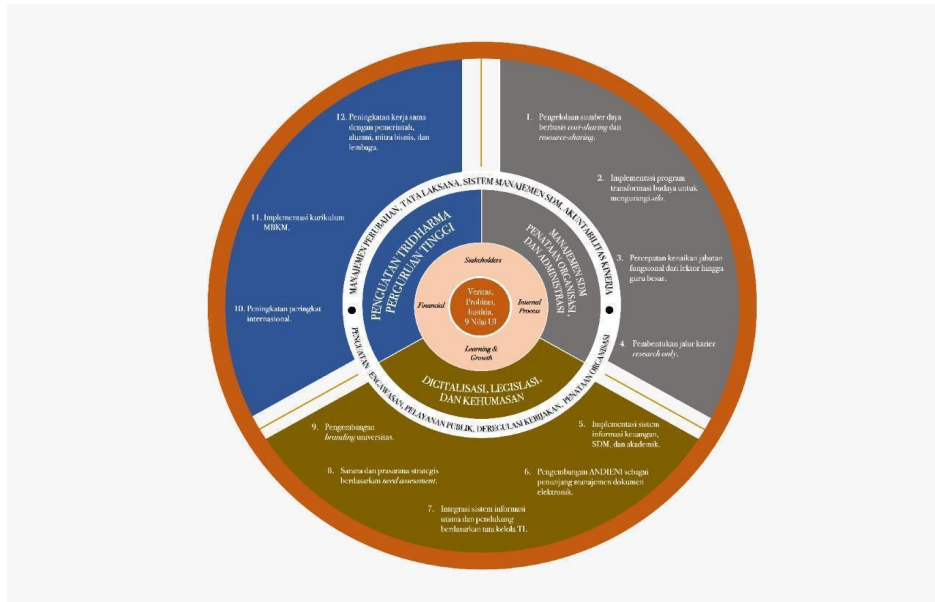 12. Peningkatan kerja sama
dengan pemerintah,
alumni, mitra bisnis, dan
lembaga.
11. Implementasi kurikulum
MBKM.
10. Peningkatan peringkat
internasional.
1. Pengelolaan sumber daya
berbasis cost-sharing dan
resource-sharing.
2. Implementasi program
transformasi budaya untuk
mengurangi silo.
3. Percepatan kenaikan jabatan
fungsional dari lektor hingga
guru besar.
4. Pembentukan jalur karier
research only.
MANAJEMEN PERUBAHAN, TATA LAKSANA, SISTEM MANAJEMEN SDM, AKUNTABILITAS KINERJA
PENGUATAN TRIDHARMA
PERGURUAN TINGGI
MANAJEMEN SDM
PENATAAN ORGANISASI,
DAN ADMINISTRASI
Stakeholders
Financial
Veritas,
Probitas,
Iustitia,
9 Nilai UI
Internal
Process
Learning &
Growth
DIGITALISASI, LEGISLASI,
DAN KEHUMASAN
PENGUATAN ENGAWASAN, PELAYANAN PUBLIK, DEREGULASI KEBIJAKAN, PENATAAN ORGANISASI
5. Implementasi sistem
informasi keuangan,
SDM, dan akademik.
6. Pengembangan ANDIENI sebagai
penunjang manajemen dokumen
elektronik.
7. Integrasi sistem informasi
utama dan pendukung
berdasarkan tata kelola TI.
8. Sarana dan prasarana strategis
berdasarkan need assessment.
9. Pengembangan
branding universitas.